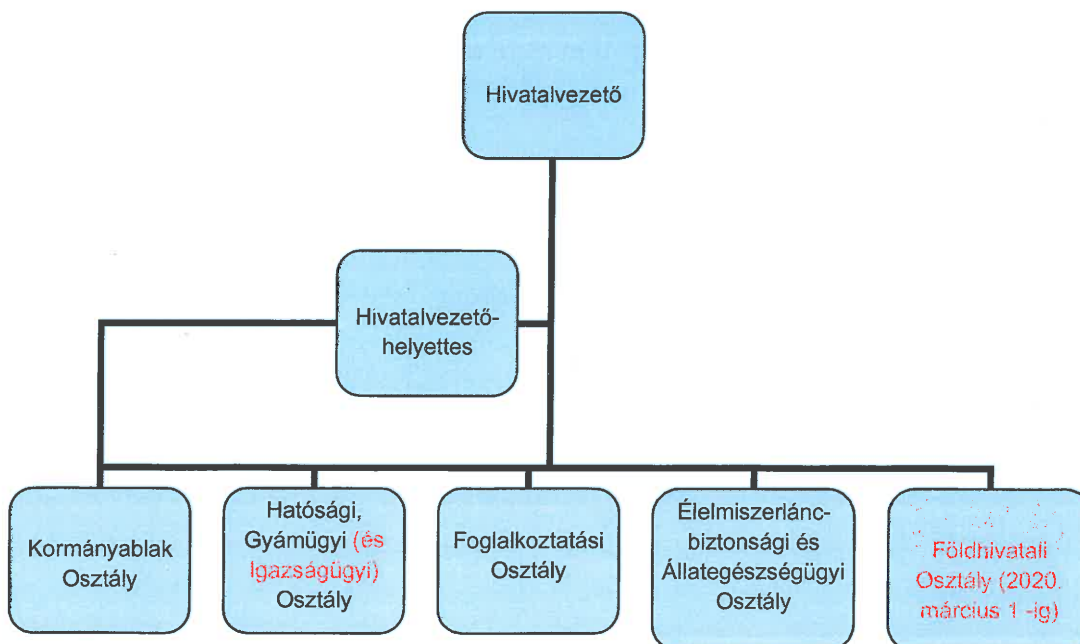 Hivatalvezető
Hivatalvezető-
helyettes
Kormányablak
Osztály
Hatósági,
Gyámügyi (és
Igazságügyi)
Osztály
Foglalkoztatási
Osztály
Élelmiszerlánc-
biztonsági és
Állategészségügyi
Osztály
Földhivatali
Osztály (2020.
március 1 -ig)